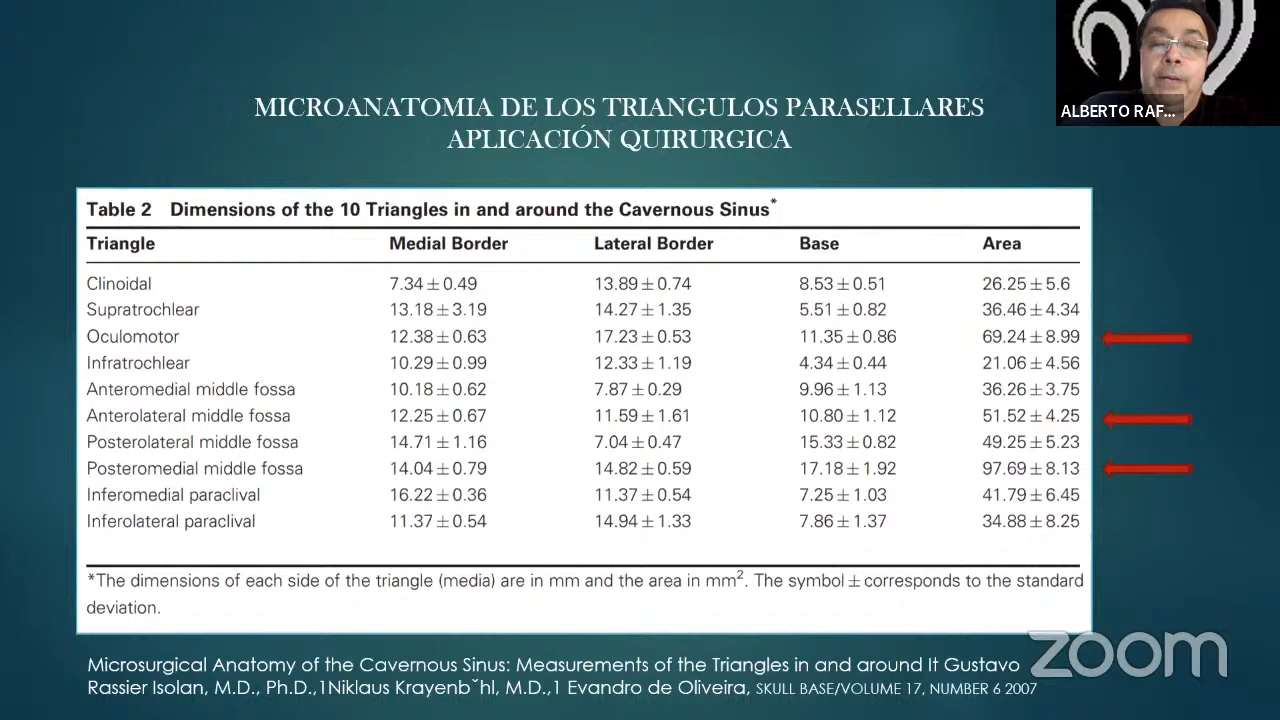 ALBERTO RAF...
MICROANATOMIA DE LOS TRIANGULOS PARASELLARES
APLICACIÓN QUIRURGICA
Table 2 Dimensions of the 10 Triangles in and around the Cavernous Sinus*
Triangle Medial Border Lateral Border Base Area
Clinoidal 7.34±0.49 13.89±0.74 8.53±0.51 26.25±5.6
Supratrochlear 13.18±3.19 14.27±1.35 5.51±0.82 36.46±4.34
Oculomotor 12.38±0.63 17.23±0.53 11.35±0.86 69.24±8.99
Infratrochlear 10.29±0.99 12.33±1.19 4.34±0.44 21.06±4.56
Anteromedial middle fossa 10.18±0.62 7.87±0.29 9.96±1.13 36.26±3.75
Anterolateral middle fossa 12.25±0.67 11.59±1.61 10.80±1.12 51.52±4.25
Posterolateral middle fossa 14.71±1.16 7.04±0.47 15.33±0.82 49.25±5.23
Posteromedial middle fossa 14.04±0.79 14.82±0.59 17.18±1.92 97.69±8.13
Inferomedial paraclival 16.22±0.36 11.37±0.54 7.25±1.03 41.79±6.45
Inferolateral paraclival 11.37±0.54 14.94±1.33 7.86±1.37 34.88±8.25
*The dimensions of each side of the triangle (media) are in mm and the area in mm². The symbol ± corresponds to the standard
deviation.
Microsurgical Anatomy of the Cavernous Sinus: Measurements of the Triangles in and around It Gustavo
Rassier Isolan, M.D., Ph.D.,1Niklaus Krayenb˘hl, M.D.,1 Evandro de Oliveira, SKULL BASE/VOLUME 17, NUMBER 6 2007
zoom